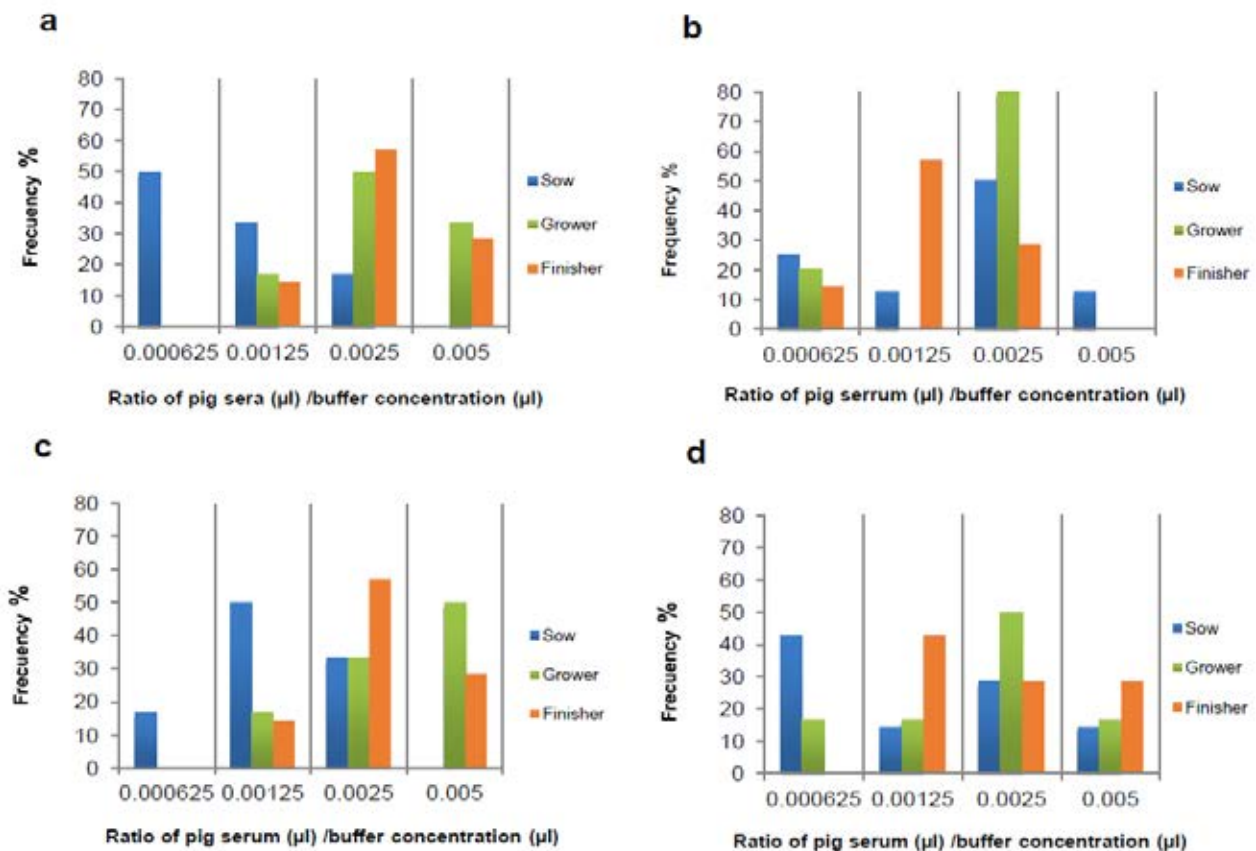 a
80
70
60
50
40
30
20
10
0
Frecuency %
0.000625 0.00125 0.0025 0.005
Ratio of pig sera (µl) /buffer concentration (µl)
Sow
Grower
Finisher
b
80
70
60
50
40
30
20
10
0
Frequency %
0.000625 0.00125 0.0025 0.005
Ratio of pig serrum (µl) /buffer concentration (µl)
Sow
Grower
Finisher
c
80
70
60
50
40
30
20
10
0
Frecuency %
0.000625 0.00125 0.0025 0.005
Ratio of pig serum (µl) /buffer concentration (µl)
Sow
Grower
Finisher
d
80
70
60
50
40
30
20
10
0
Frecuency %
0.000625 0.00125 0.0025 0.005
Ratio of pig serum (µl) /buffer concentration (µl)
Sow
Grower
Finisher